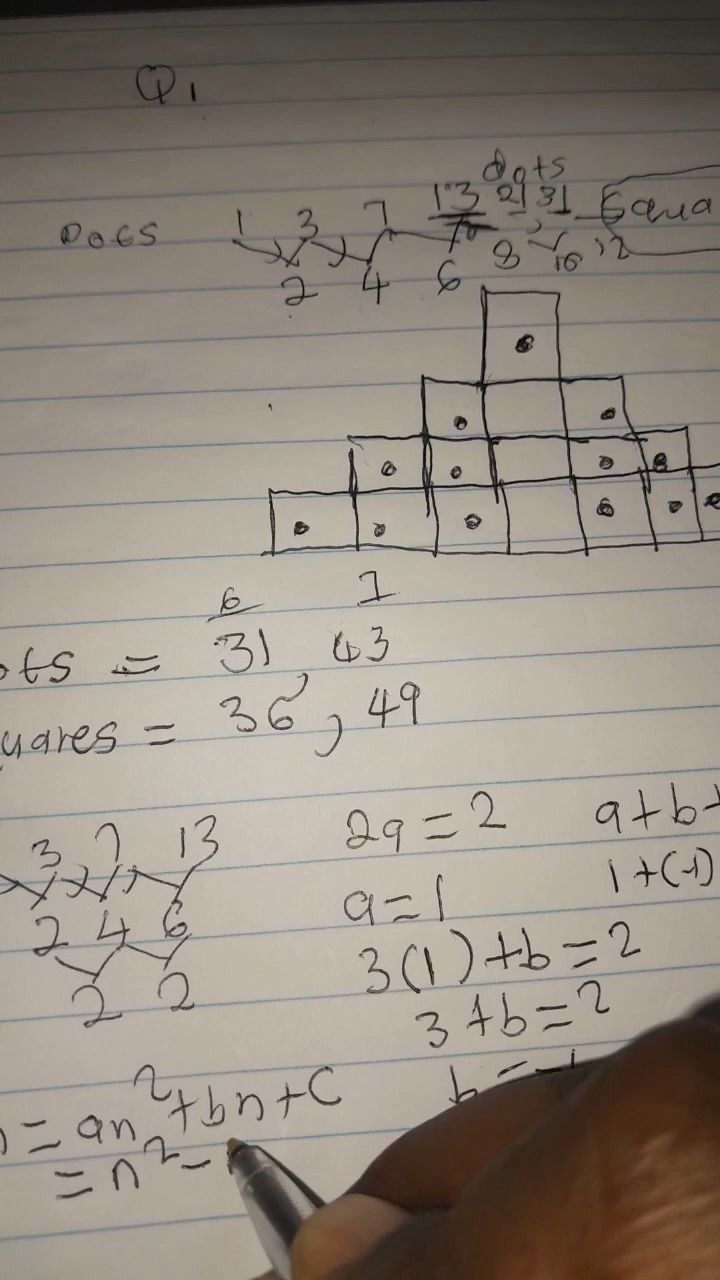 Q1
dots
Dots 1 3 7 13 21 31
2 4 6 8 10 12
6 7
ots = 31, 43
uares = 36, 49
3, 7, 13
2 4 6
2 2
2a = 2
a = 1
3(1) + b = 2
3 + b = 2
b = -1
a + b +
1 + (-1)
= an² + bn + c
= n² -